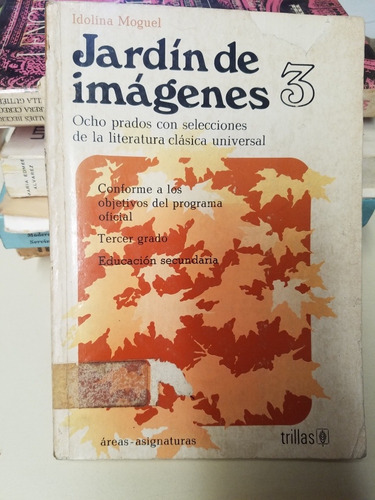 Idolina Moguel
Jardín de
imágenes 3
Ocho prados con selecciones
de la literatura clásica universal
Conforme a los
objetivos del programa
oficial
Tercer grado
Educación secundaria
áreas-asignaturas
trillas